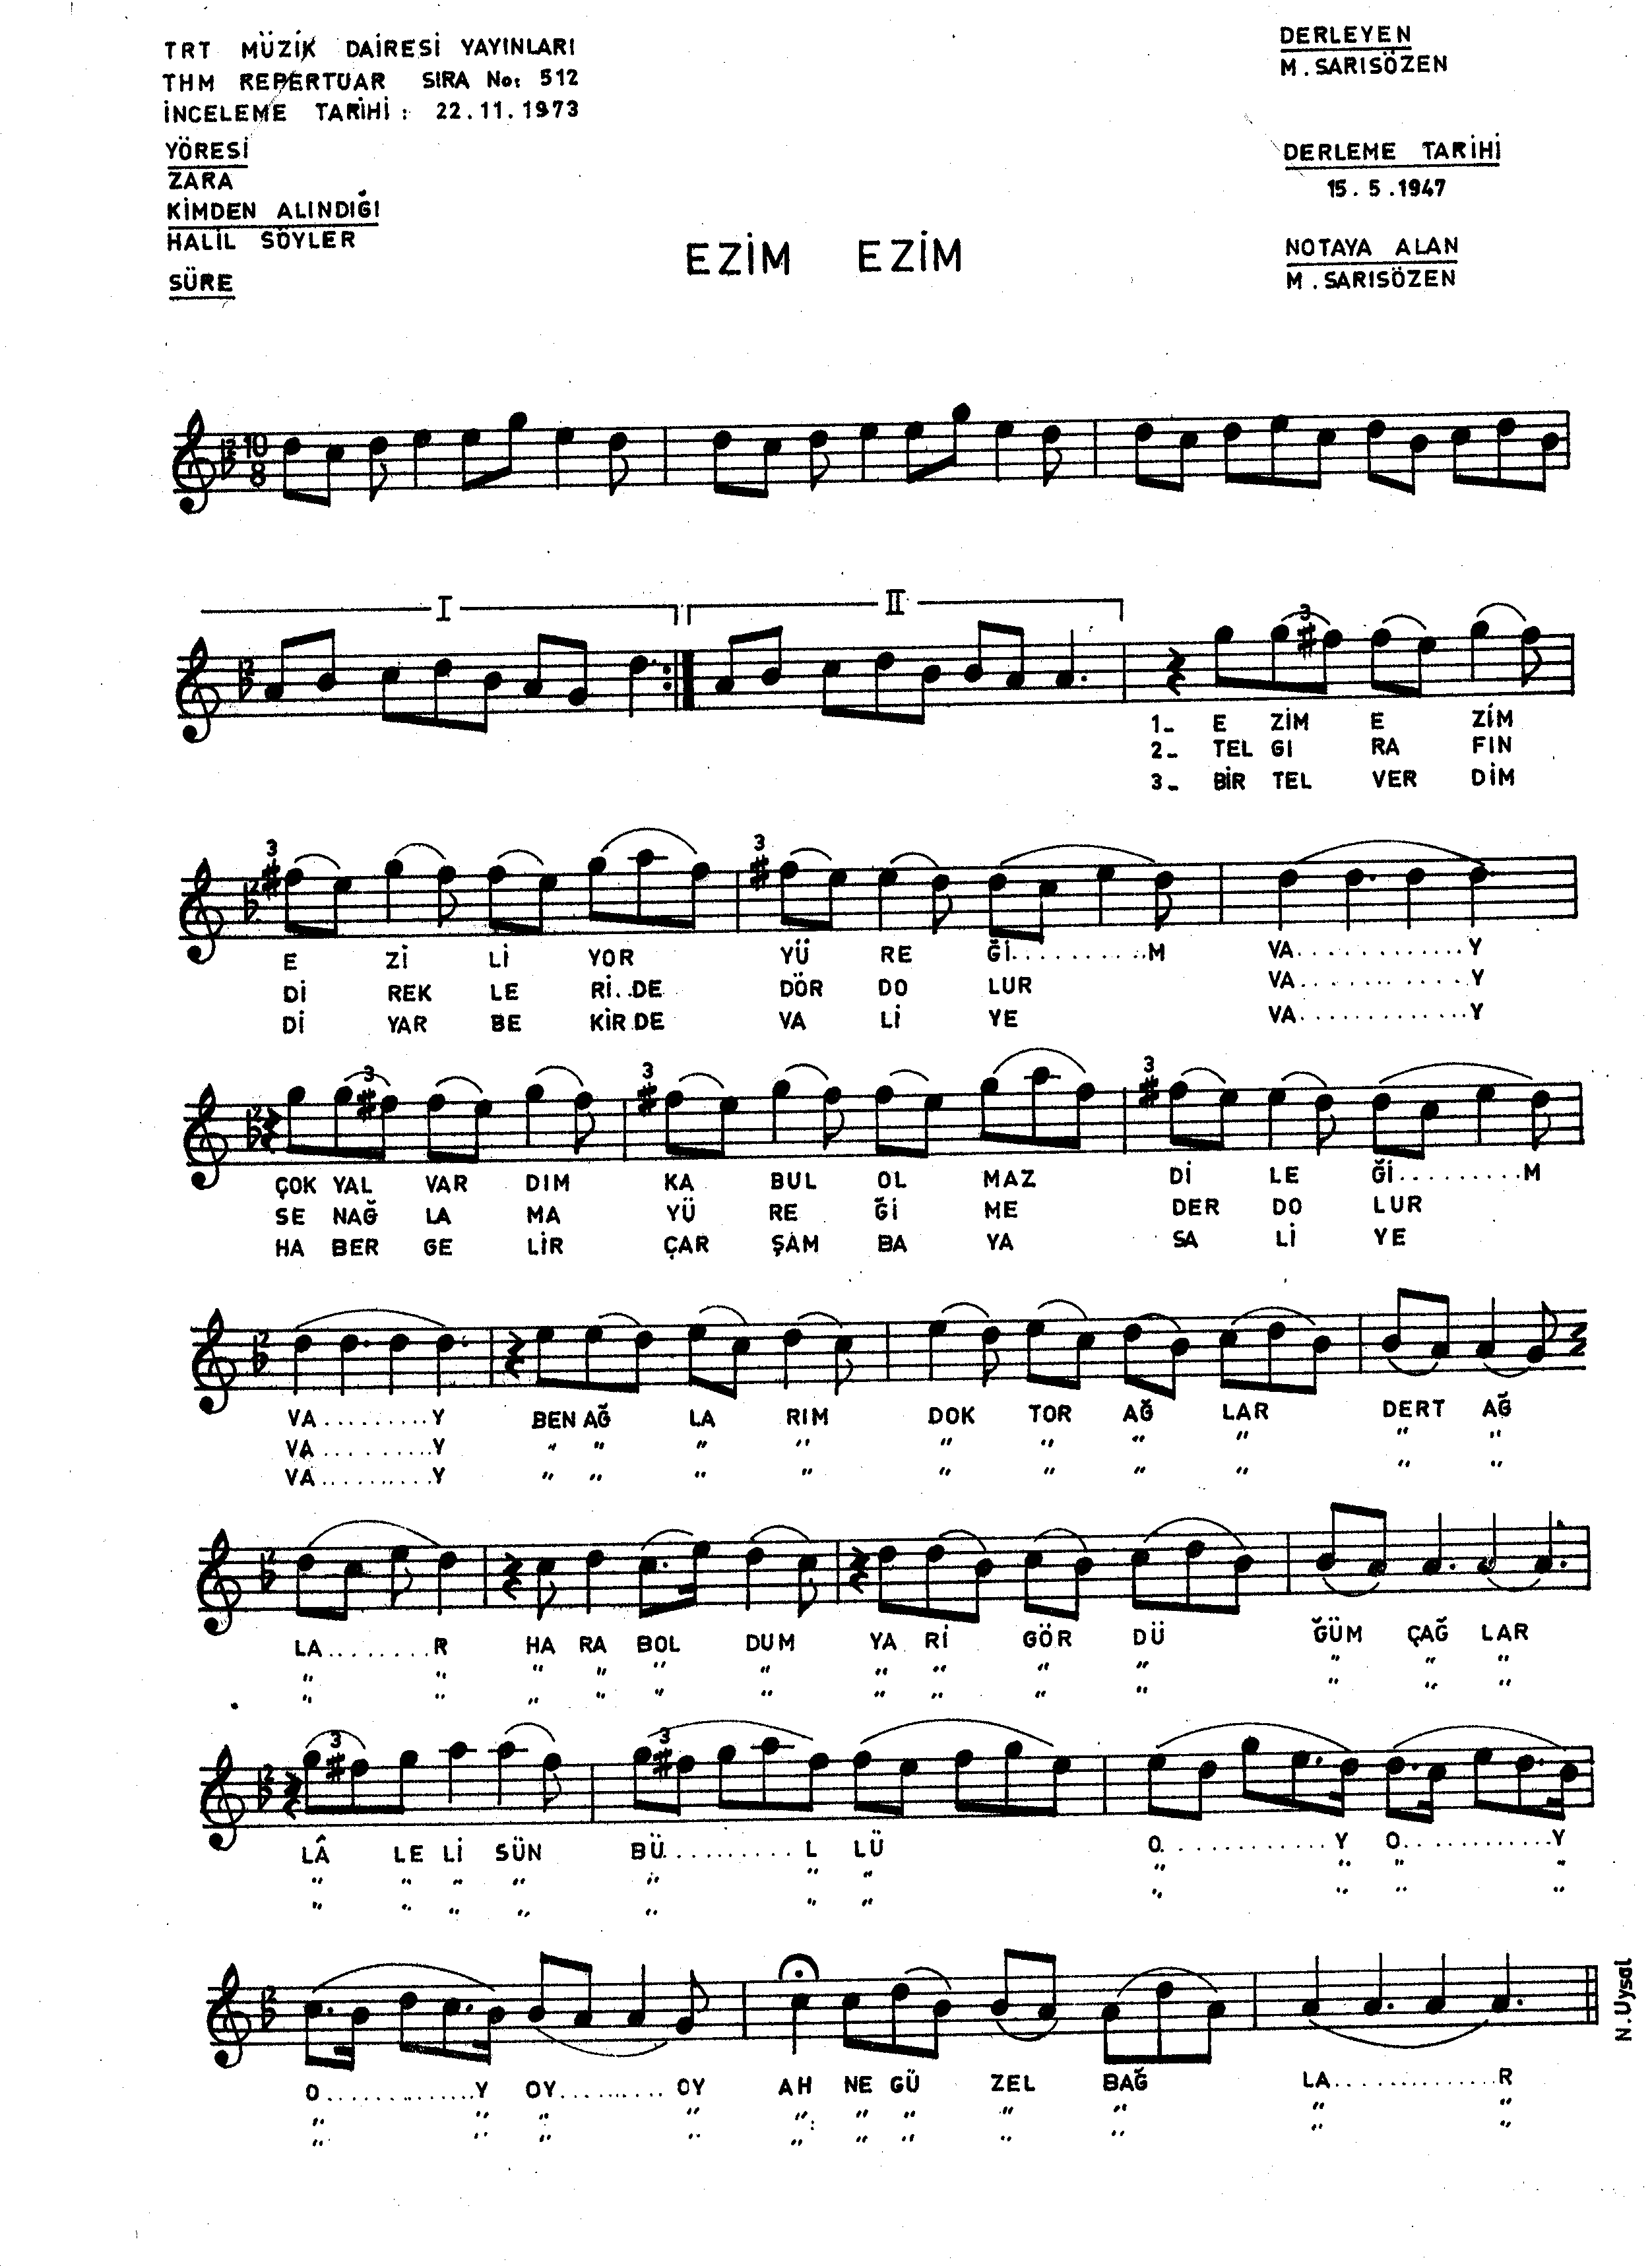 TRT MÜZİK DAİRESİ YAYINLARI
THM REPERTUAR SIRA No: 512
İNCELEME TARİHİ : 22.11.1973
YÖRESİ
ZARA
KİMDEN ALINDIĞI
HALİL SÖYLER
SÜRE
DERLEYEN
M.SARISÖZEN
DERLEME TARİHİ
15.5.1947
NOTAYA ALAN
M.SARISÖZEN
EZİM EZİM
10
8
I II
3
1- E ZİM E ZİM
2- TEL GI RA FIN
3- BİR TEL VER DİM
3 3
E Zİ Lİ YOR YÜ RE Ğİ..........M VA............Y
Dİ REK LE Rİ..DE DÖR DO LUR VA............Y
Dİ YAR BE KİR.DE VA Lİ YE VA............Y
3 3 3
ÇOK YAL VAR DIM KA BUL OL MAZ Dİ LE Ğİ.........M
SE NAĞ LA MA YÜ RE Ğİ ME DER DO LUR
HA BER GE LİR ÇAR ŞAM BA YA SA Lİ YE
VA.........Y BEN AĞ LA RIM DOK TOR AĞ LAR DERT AĞ
VA.........Y " " " " " " " " " "
VA.........Y " " " " " " " " " "
LA........R HA RA BOL DUM YA Rİ GÖR DÜ ĞÜM ÇAĞ LAR
" " " " " " " " " " " " "
" " " " " " " " " " " " "
3 3
LÂ LE Lİ SÜN BÜ...........L LÜ O............Y O............Y
" " " " " " " " " " "
" " " " " " " " " " "
O............Y OY......... OY AH NE GÜ ZEL BAĞ LA..............R
" " " " " " " " " " "
" " " " " " " " " " "
N.Uysal